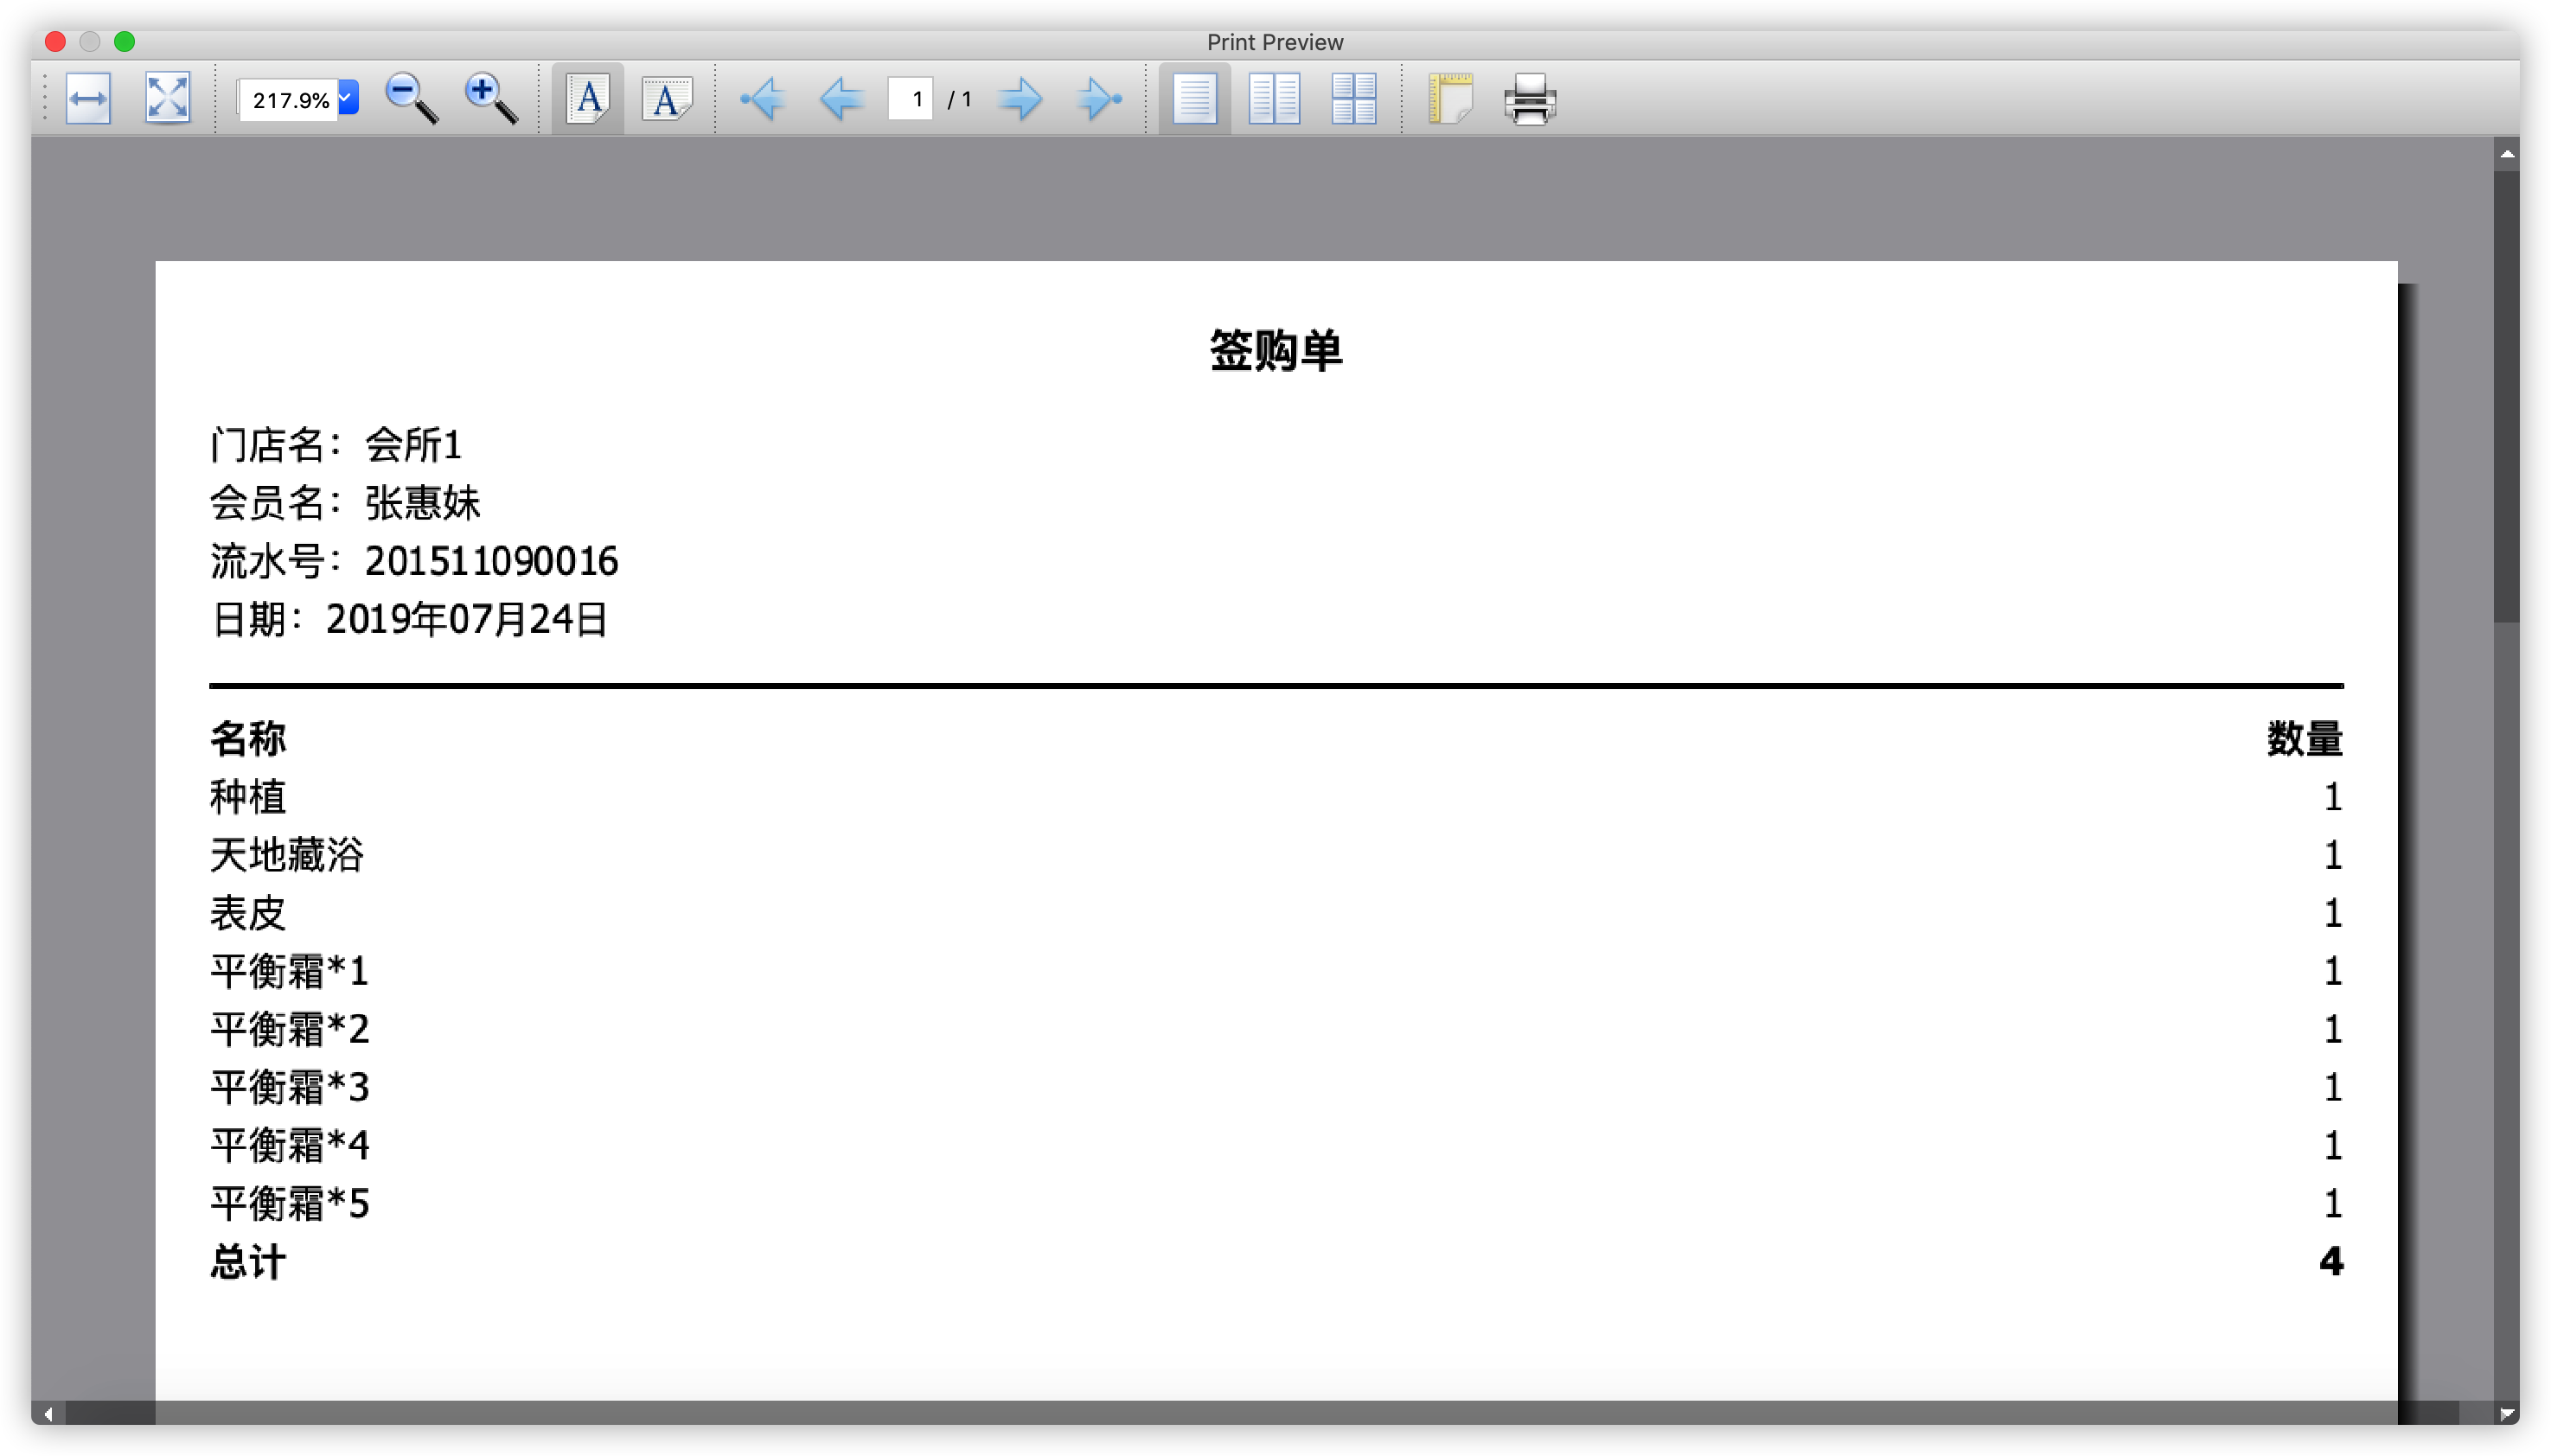 Print Preview
217.9% A A 1 / 1
签购单
门店名：会所1
会员名：张惠妹
流水号：201511090016
日期：2019年07月24日
名称 数量
种植 1
天地藏浴 1
表皮 1
平衡霜*1 1
平衡霜*2 1
平衡霜*3 1
平衡霜*4 1
平衡霜*5 1
总计 4